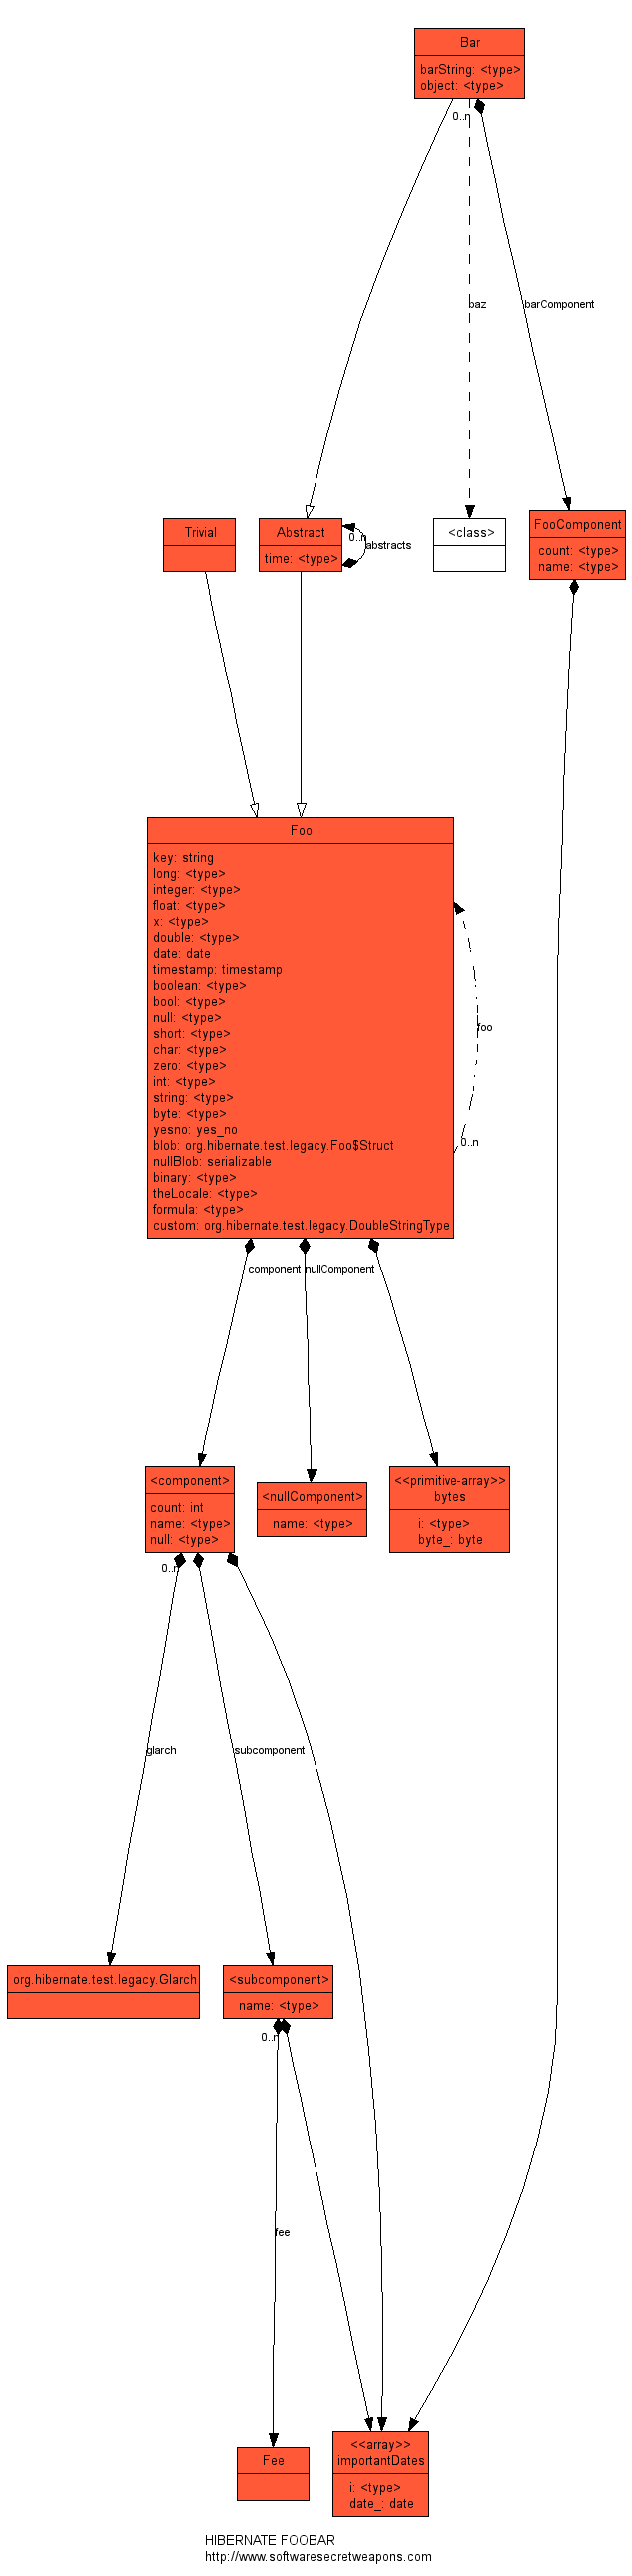 Bar
barString: <type>
object: <type>
0..n
baz
barComponent
Trivial
Abstract
time: <type>
0..n
abstracts
<class>
FooComponent
count: <type>
name: <type>
Foo
key: string
long: <type>
integer: <type>
float: <type>
x: <type>
double: <type>
date: date
timestamp: timestamp
boolean: <type>
bool: <type>
null: <type>
short: <type>
char: <type>
zero: <type>
int: <type>
string: <type>
byte: <type>
yesno: yes_no
blob: org.hibernate.test.legacy.Foo$Struct
nullBlob: serializable
binary: <type>
theLocale: <type>
formula: <type>
custom: org.hibernate.test.legacy.DoubleStringType
foo
0..n
component
nullComponent
<component>
count: int
name: <type>
null: <type>
<nullComponent>
name: <type>
<<primitive-array>>
bytes
i: <type>
byte_: byte
0..n
glarch
subcomponent
org.hibernate.test.legacy.Glarch
<subcomponent>
name: <type>
0..n
fee
Fee
<<array>>
importantDates
i: <type>
date_: date
HIBERNATE FOOBAR
http://www.softwaresecretweapons.com